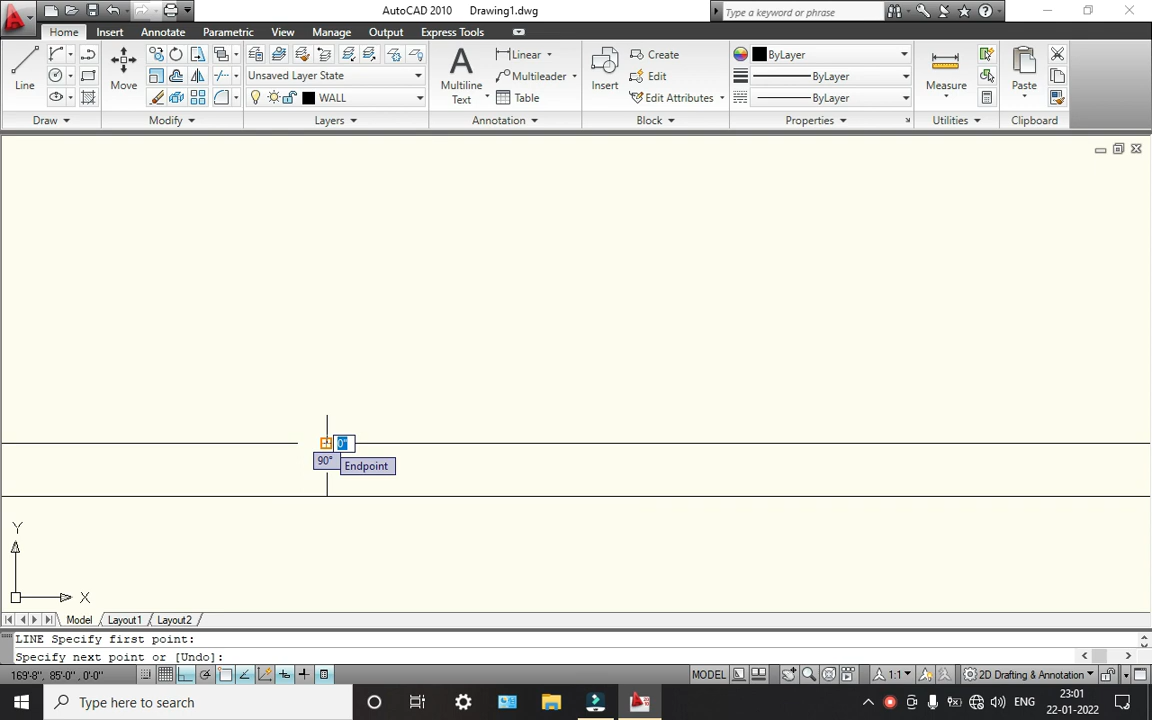 AutoCAD 2010 Drawing1.dwg
Type a keyword or phrase
Home Insert Annotate Parametric View Manage Output Express Tools
Line
Move
Unsaved Layer State
WALL
Multiline
Text
Linear
Multileader
Table
Insert
Create
Edit
Edit Attributes
ByLayer
ByLayer
ByLayer
Measure
Paste
Draw Modify Layers Annotation Block Properties Utilities Clipboard
0"
90°
Endpoint
Y
X
Model Layout1 Layout2
LINE Specify first point:
Specify next point or [Undo]:
169'-8", 85'-0" , 0'-0"
MODEL
1:1
2D Drafting & Annotation
Type here to search
ENG
23:01
22-01-2022